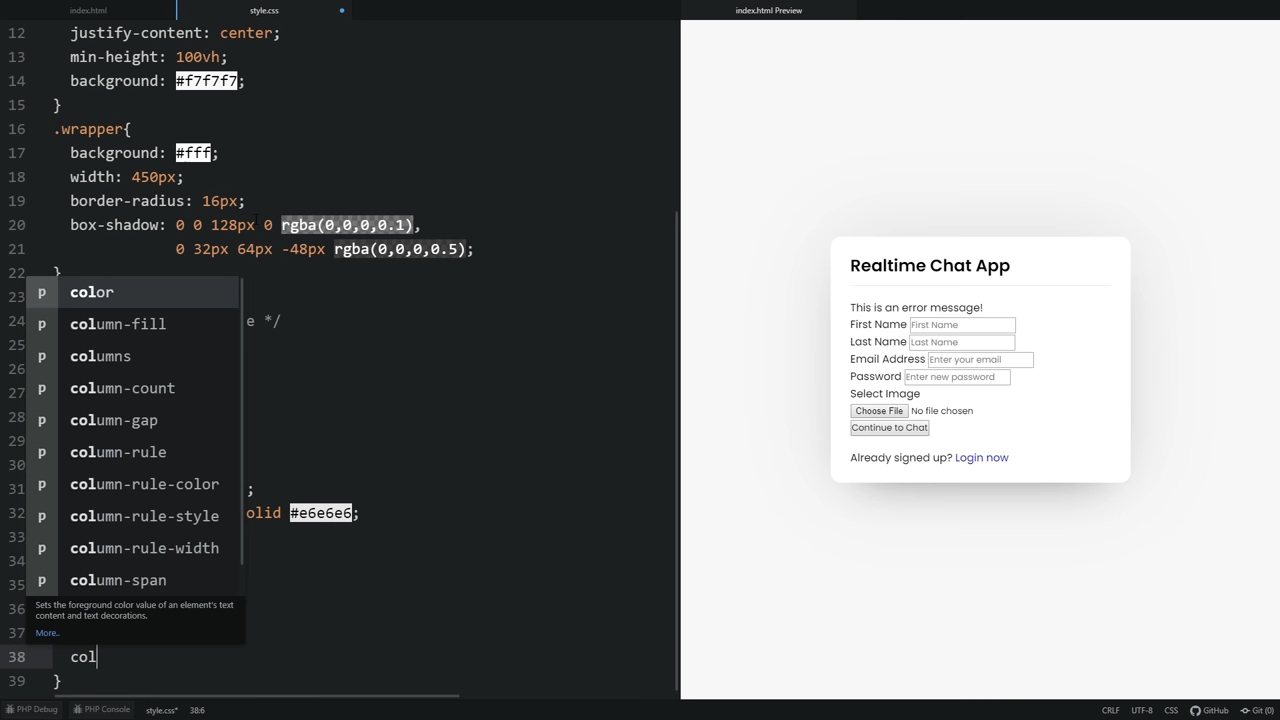 index.html
style.css
index.html Preview
12 justify-content: center;
13 min-height: 100vh;
14 background: #f7f7f7;
15 }
16 .wrapper{
17 background: #fff;
18 width: 450px;
19 border-radius: 16px;
20 box-shadow: 0 0 128px 0 rgba(0,0,0,0.1),
21 0 32px 64px -48px rgba(0,0,0,0.5);
22 }
23
24 e */
25
26
27
28
29
30
31 ;
32 olid #e6e6e6;
33
34
35
36
37
38 col
39 }
p color
p column-fill
p columns
p column-count
p column-gap
p column-rule
p column-rule-color
p column-rule-style
p column-rule-width
p column-span
Sets the foreground color value of an element's text
content and text decorations.
More..
Realtime Chat App
This is an error message!
First Name First Name
Last Name Last Name
Email Address Enter your email
Password Enter new password
Select Image
Choose File No file chosen
Continue to Chat
Already signed up? Login now
PHP Debug PHP Console style.css* 38:6 CRLF UTF-8 CSS GitHub Git (0)